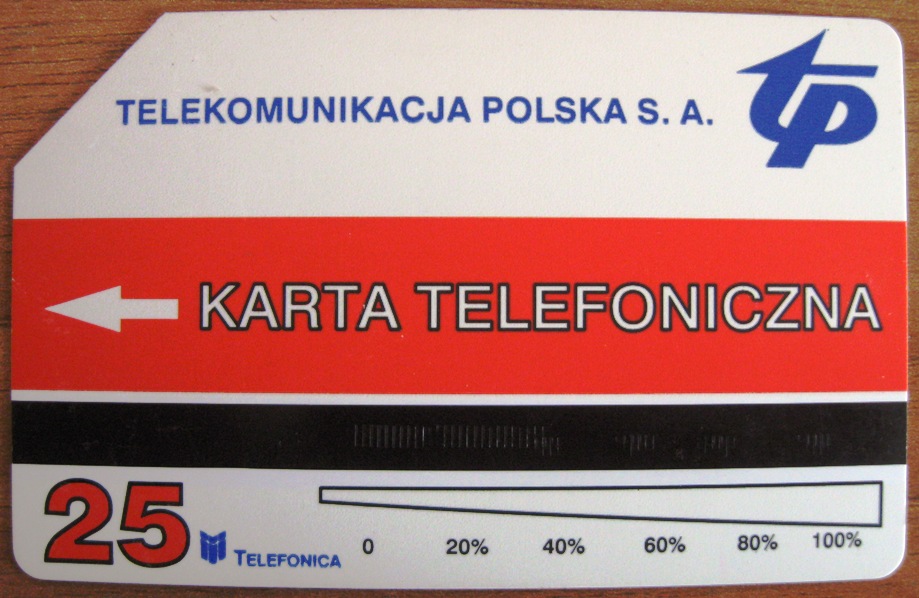 TELEKOMUNIKACJA POLSKA S. A.
tp
KARTA TELEFONICZNA
25
TELEFONICA
0 20% 40% 60% 80% 100%